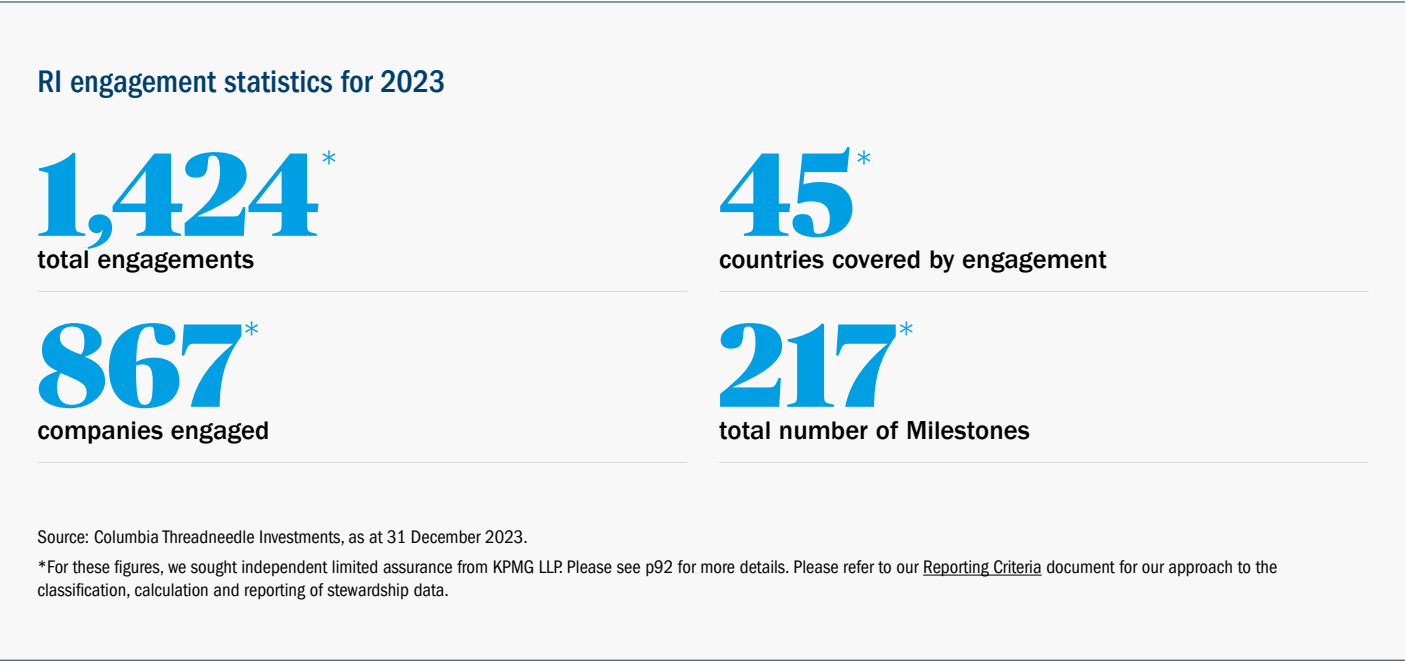 RI engagement statistics for 2023
1,424*
total engagements
45*
countries covered by engagement
867*
companies engaged
217*
total number of Milestones
Source: Columbia Threadneedle Investments, as at 31 December 2023.
*For these figures, we sought independent limited assurance from KPMG LLP. Please see p92 for more details. Please refer to our Reporting Criteria document for our approach to the
classification, calculation and reporting of stewardship data.